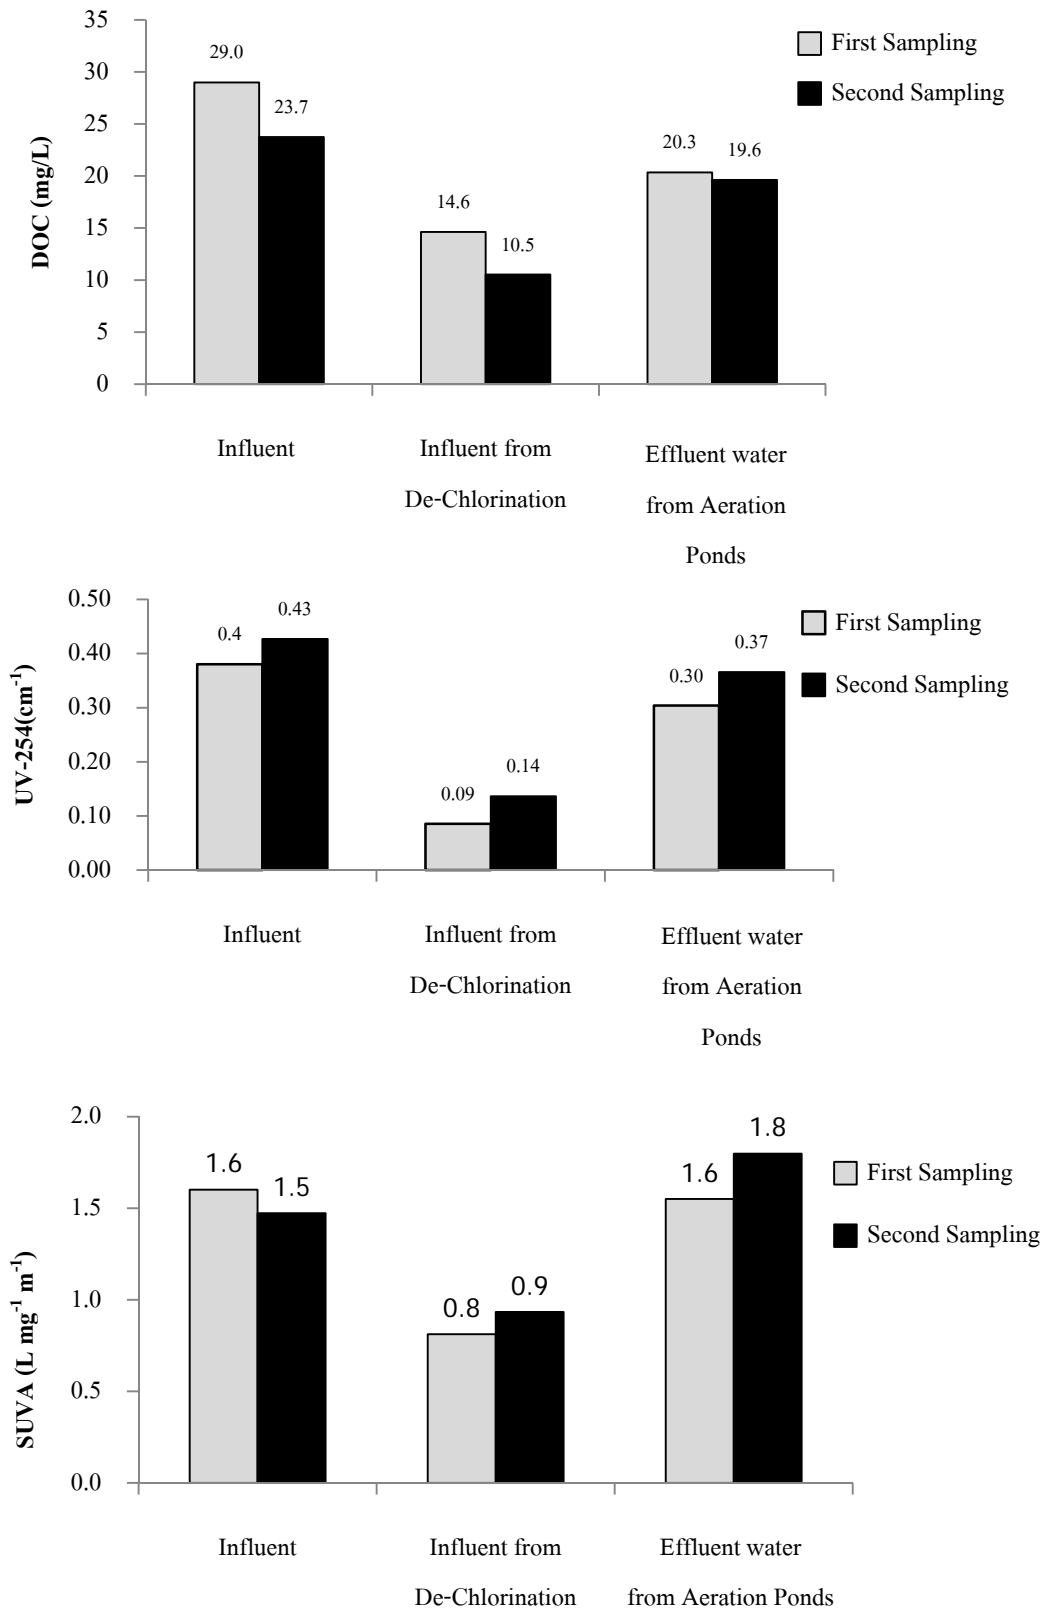 35
30
25
20
15
10
5
0
DOC (mg/L)
29.0
23.7
14.6
10.5
20.3
19.6
First Sampling
Second Sampling
Influent
Influent from
De-Chlorination
Effluent water
from Aeration
Ponds
0.50
0.40
0.30
0.20
0.10
0.00
UV-254(cm⁻¹)
0.4
0.43
0.09
0.14
0.30
0.37
First Sampling
Second Sampling
Influent
Influent from
De-Chlorination
Effluent water
from Aeration
Ponds
2.0
1.5
1.0
0.5
0.0
SUVA (L mg⁻¹ m⁻¹)
1.6
1.5
0.8
0.9
1.6
1.8
First Sampling
Second Sampling
Influent
Influent from
De-Chlorination
Effluent water
from Aeration Ponds